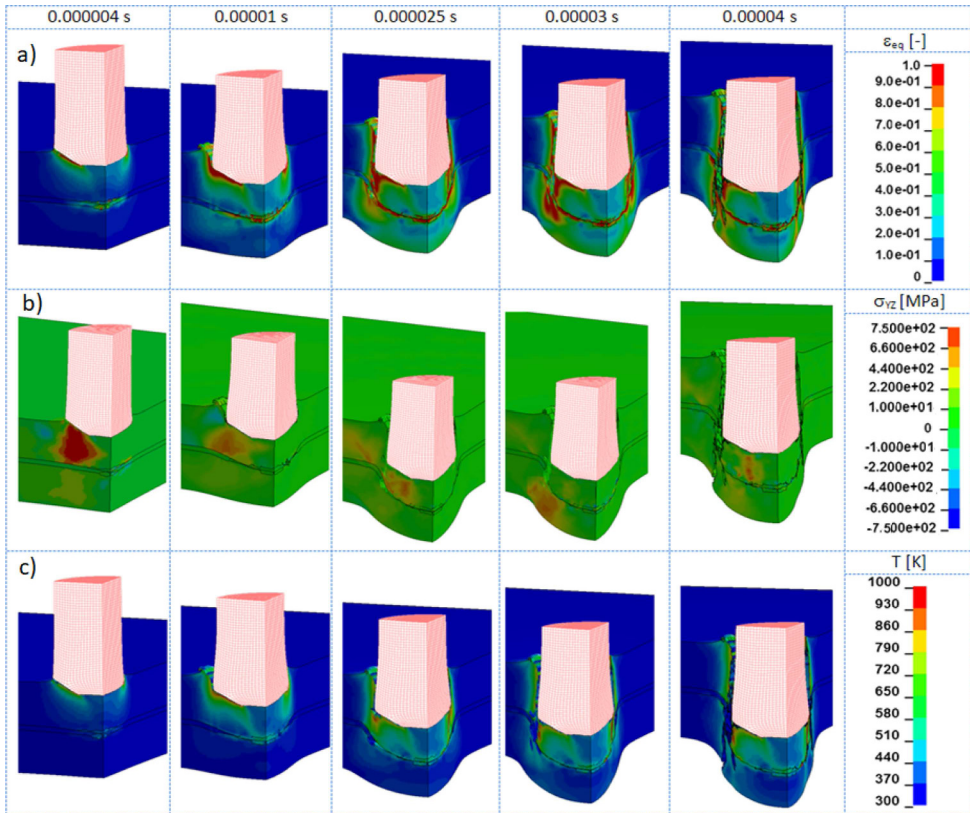 0.000004 s 0.00001 s 0.000025 s 0.00003 s 0.00004 s
a)
εeq [-]
1.0
9.0e-01
8.0e-01
7.0e-01
6.0e-01
5.0e-01
4.0e-01
3.0e-01
2.0e-01
1.0e-01
0
b)
σYZ [MPa]
7.500e+02
6.600e+02
4.400e+02
2.200e+02
1.000e+01
0
-1.000e+01
-2.200e+02
-4.400e+02
-6.600e+02
-7.500e+02
c)
T [K]
1000
930
860
790
720
650
580
510
440
370
300